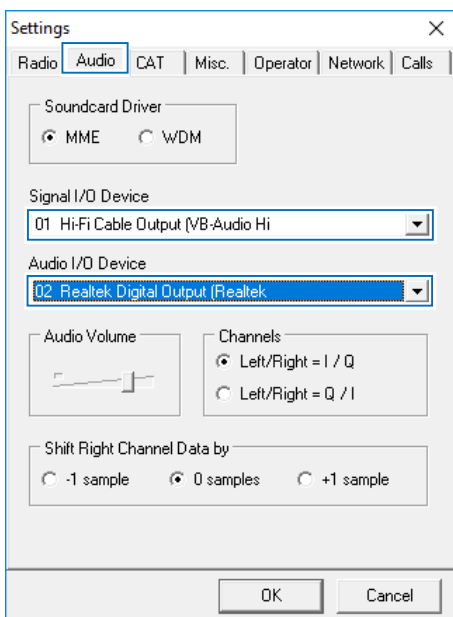 Settings
Radio Audio CAT Misc. Operator Network Calls
Soundcard Driver
MME WDM
Signal I/O Device
01 Hi-Fi Cable Output (VB-Audio Hi
Audio I/O Device
02 Realtek Digital Output (Realtek
Audio Volume Channels
Left/Right = I / Q
Left/Right = Q / I
Shift Right Channel Data by
-1 sample 0 samples +1 sample
OK Cancel